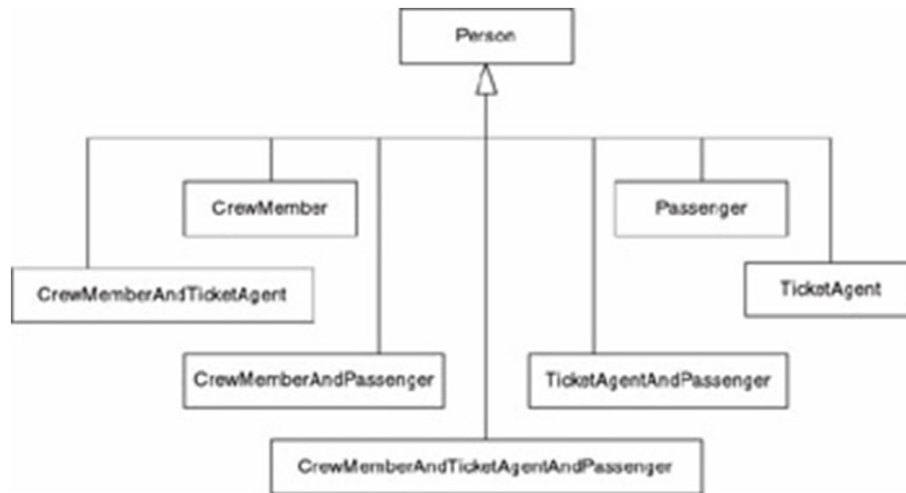 Person
CrewMember
Passenger
CrewMemberAndTicketAgent
TicketAgent
CrewMemberAndPassenger
TicketAgentAndPassenger
CrewMemberAndTicketAgentAndPassenger